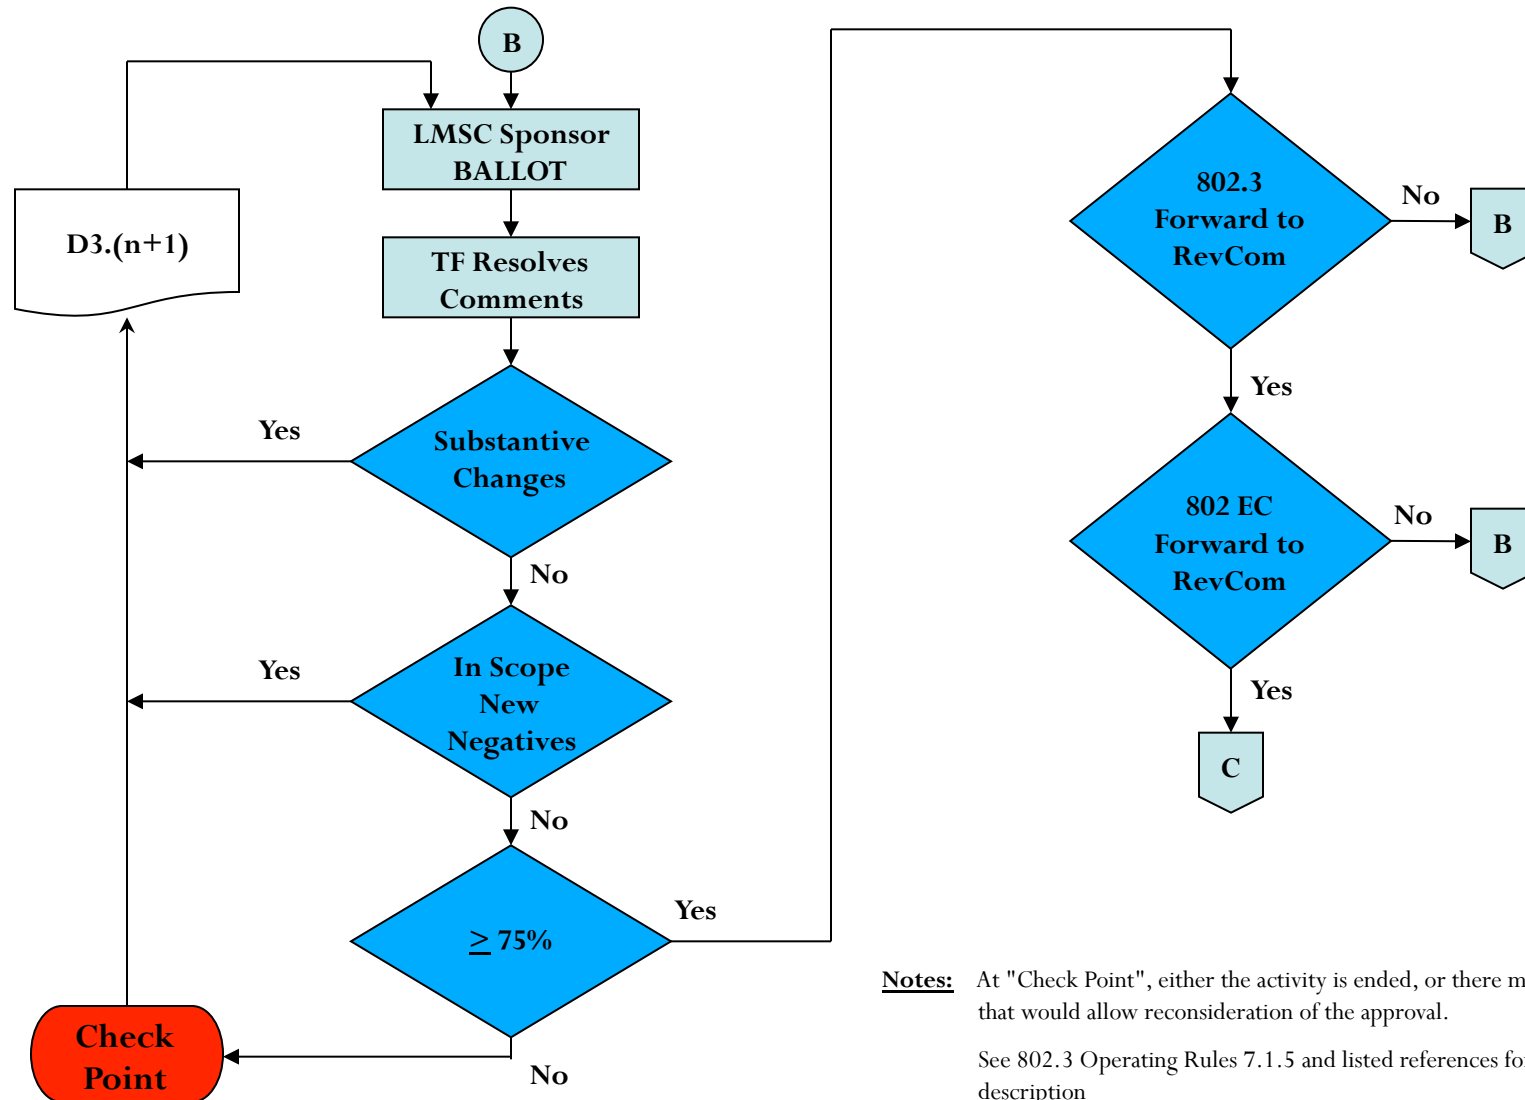 B
LMSC Sponsor
BALLOT
D3.(n+1)
TF Resolves
Comments
Yes
Substantive
Changes
No
Yes
In Scope
New
Negatives
No
≥ 75%
Yes
Check
Point
No
802.3
Forward to
RevCom
No
B
Yes
802 EC
Forward to
RevCom
No
B
Yes
C
Notes: At "Check Point", either the activity is ended, or there
that would allow reconsideration of the approval.
See 802.3 Operating Rules 7.1.5 and listed references
description